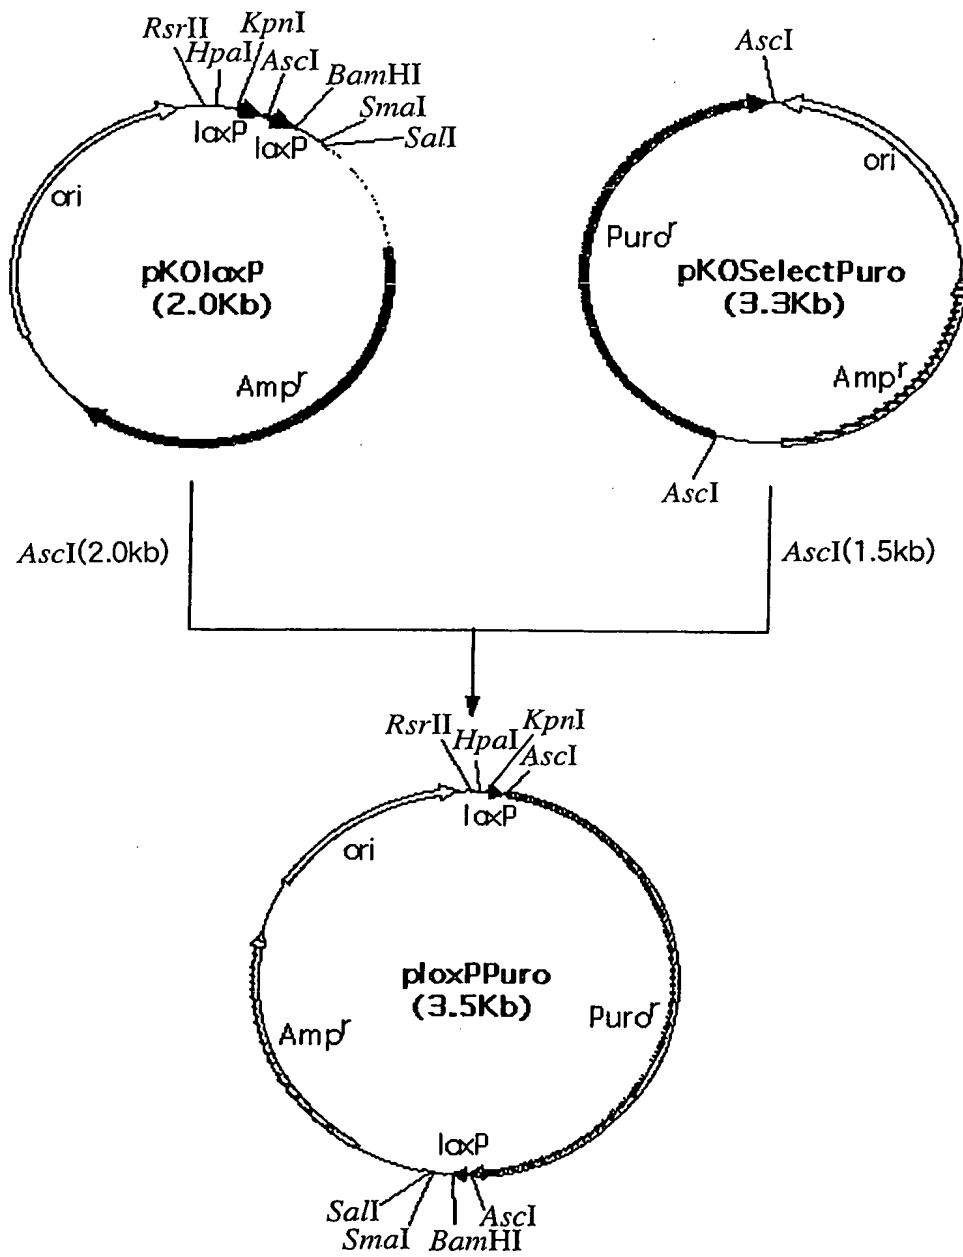 RsrII
HpaI
KpnI
AscI
BamHI
SmaI
SalI
loxP
loxP
ori
pKOloxP
(2.0Kb)
Ampr
AscI
ori
Puror
pKOSelectPuro
(3.3Kb)
Ampr
AscI
AscI(2.0kb)
AscI(1.5kb)
RsrII
HpaI
KpnI
AscI
loxP
ori
ploxPPuro
(3.5Kb)
Ampr
Puror
loxP
SalI
SmaI
BamHI
AscI